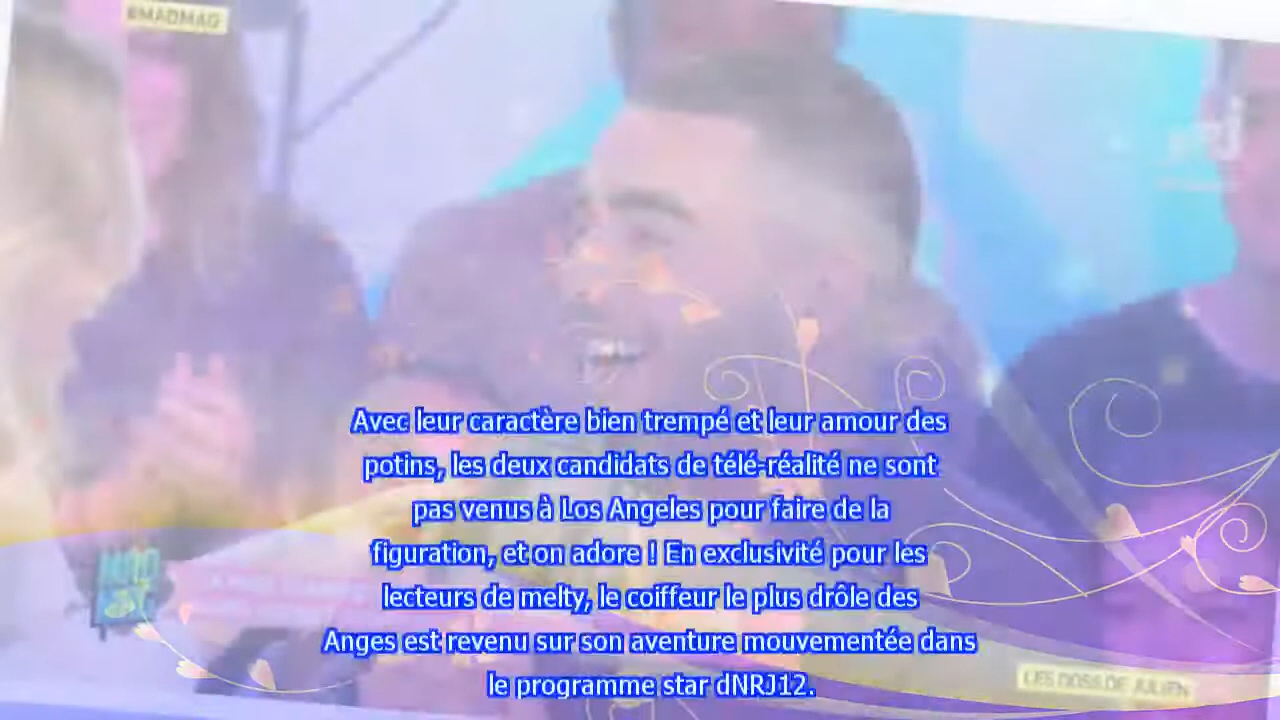 #MADMAG
Avec leur caractère bien trempé et leur amour des
potins, les deux candidats de télé-réalité ne sont
pas venus à Los Angeles pour faire de la
figuration, et on adore ! En exclusivité pour les
lecteurs de melty, le coiffeur le plus drôle des
Anges est revenu sur son aventure mouvementée dans
le programme star dNRJ12.
LES DOSS DE JULIEN